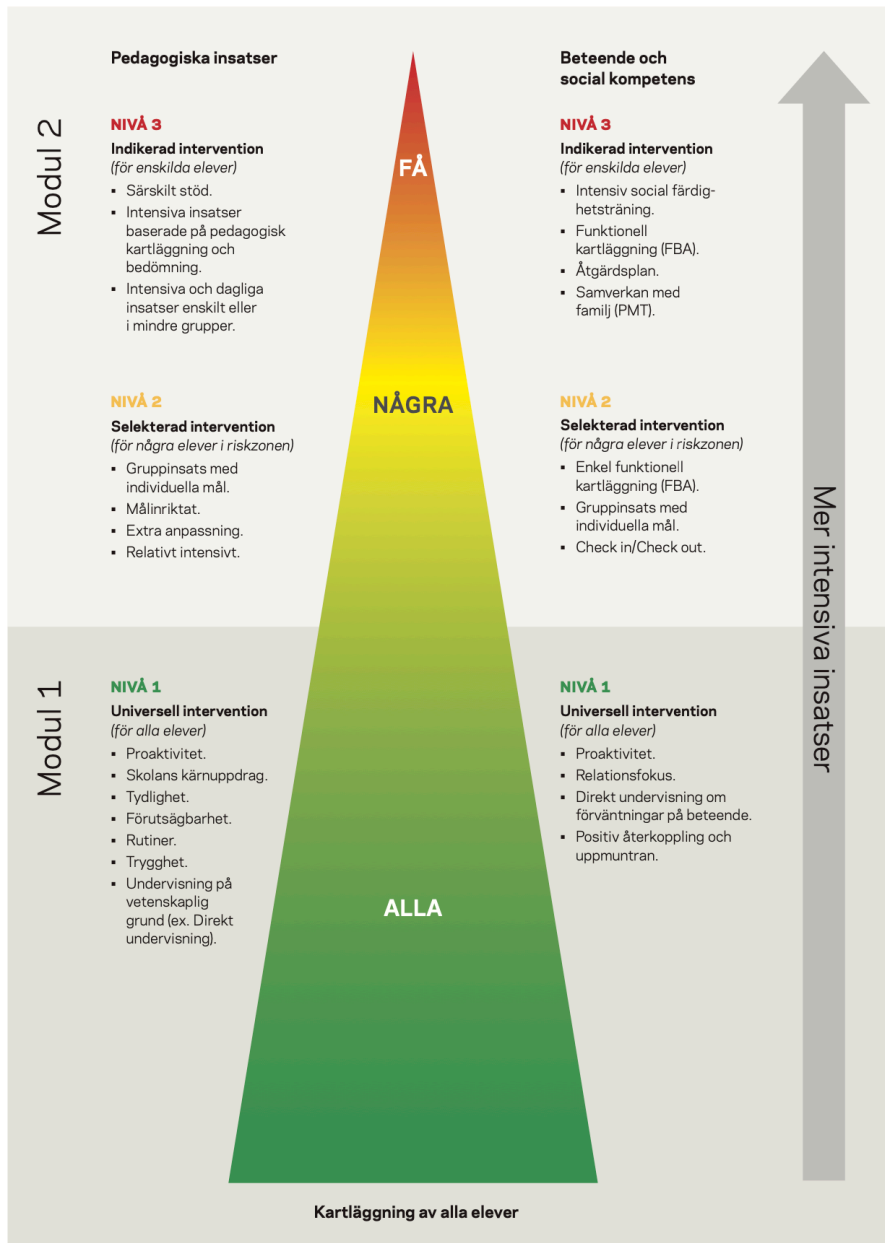 Pedagogiska insatser
Beteende och
social kompetens
Modul 2
NIVÅ 3
Indikerad intervention
(för enskilda elever)
▪ Särskilt stöd.
▪ Intensiva insatser
baserade på pedagogisk
kartläggning och
bedömning.
▪ Intensiva och dagliga
insatser enskilt eller
i mindre grupper.
FÅ
NIVÅ 3
Indikerad intervention
(för enskilda elever)
▪ Intensiv social färdig-
hetsträning.
▪ Funktionell
kartläggning (FBA).
▪ Åtgärdsplan.
▪ Samverkan med
familj (PMT).
NIVÅ 2
Selekterad intervention
(för några elever i riskzonen)
▪ Gruppinsats med
individuella mål.
▪ Målinriktat.
▪ Extra anpassning.
▪ Relativt intensivt.
NÅGRA
NIVÅ 2
Selekterad intervention
(för några elever i riskzonen)
▪ Enkel funktionell
kartläggning (FBA).
▪ Gruppinsats med
individuella mål.
▪ Check in/Check out.
Mer intensiva insatser
Modul 1
NIVÅ 1
Universell intervention
(för alla elever)
▪ Proaktivitet.
▪ Skolans kärnuppdrag.
▪ Tydlighet.
▪ Förutsägbarhet.
▪ Rutiner.
▪ Trygghet.
▪ Undervisning på
vetenskaplig
grund (ex. Direkt
undervisning).
ALLA
NIVÅ 1
Universell intervention
(för alla elever)
▪ Proaktivitet.
▪ Relationsfokus.
▪ Direkt undervisning om
förväntningar på beteende.
▪ Positiv återkoppling och
uppmuntran.
Kartläggning av alla elever